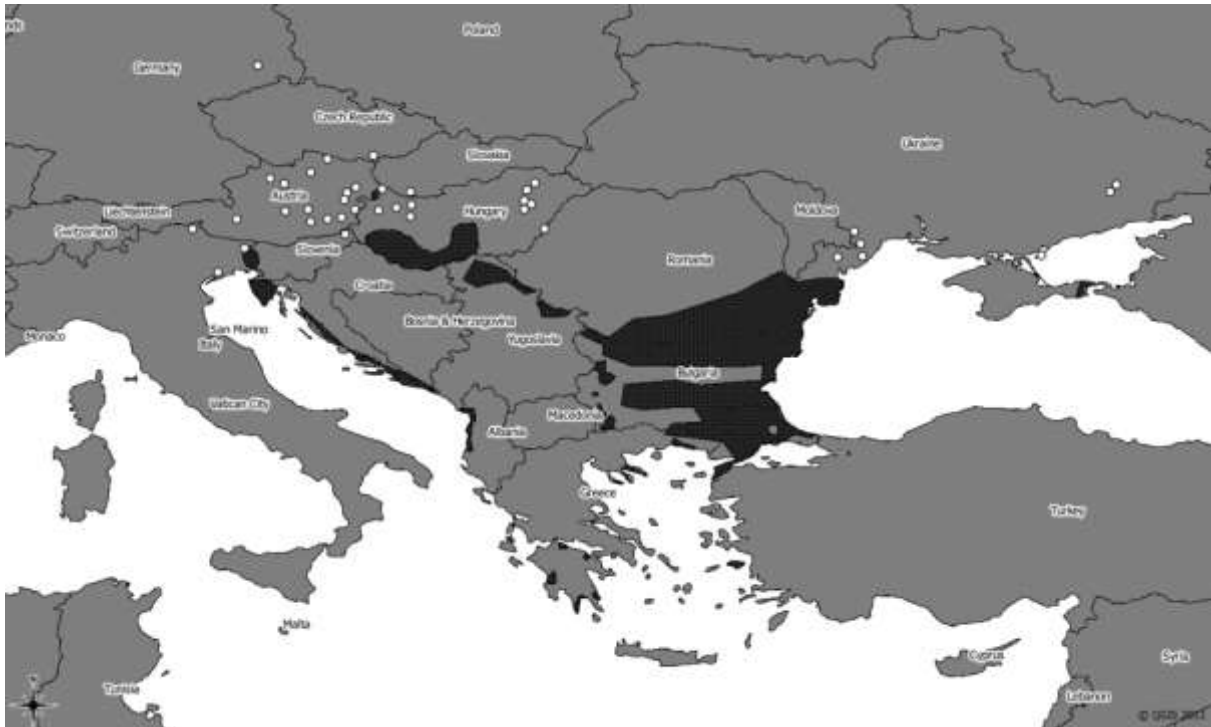 Poland
Germany
Czech Republic
Slovakia
Ukraine
Austria
Liechtenstein
Hungary
Moldova
Switzerland
Slovenia
Romania
Croatia
Bosnia & Herzegovina
San Marino
Monaco
Italy
Yugoslavia
Bulgaria
Vatican City
Macedonia
Albania
Greece
Turkey
Malta
Cyprus
Syria
Tunisia
Lebanon